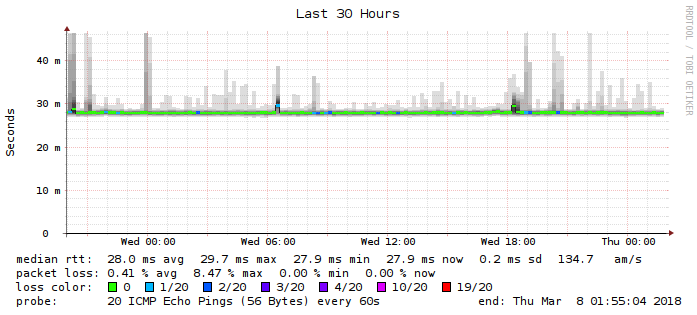 Last 30 Hours
RRDTOOL / TOBI OETIKER
Seconds
40 m
30 m
20 m
10 m
0
Wed 00:00 Wed 06:00 Wed 12:00 Wed 18:00 Thu 00:00
median rtt: 28.0 ms avg 29.7 ms max 27.9 ms min 27.9 ms now 0.2 ms sd 134.7 am/s
packet loss: 0.41 % avg 8.47 % max 0.00 % min 0.00 % now
loss color: 0 1/20 2/20 3/20 4/20 10/20 19/20
probe: 20 ICMP Echo Pings (56 Bytes) every 60s end: Thu Mar 8 01:55:04 2018